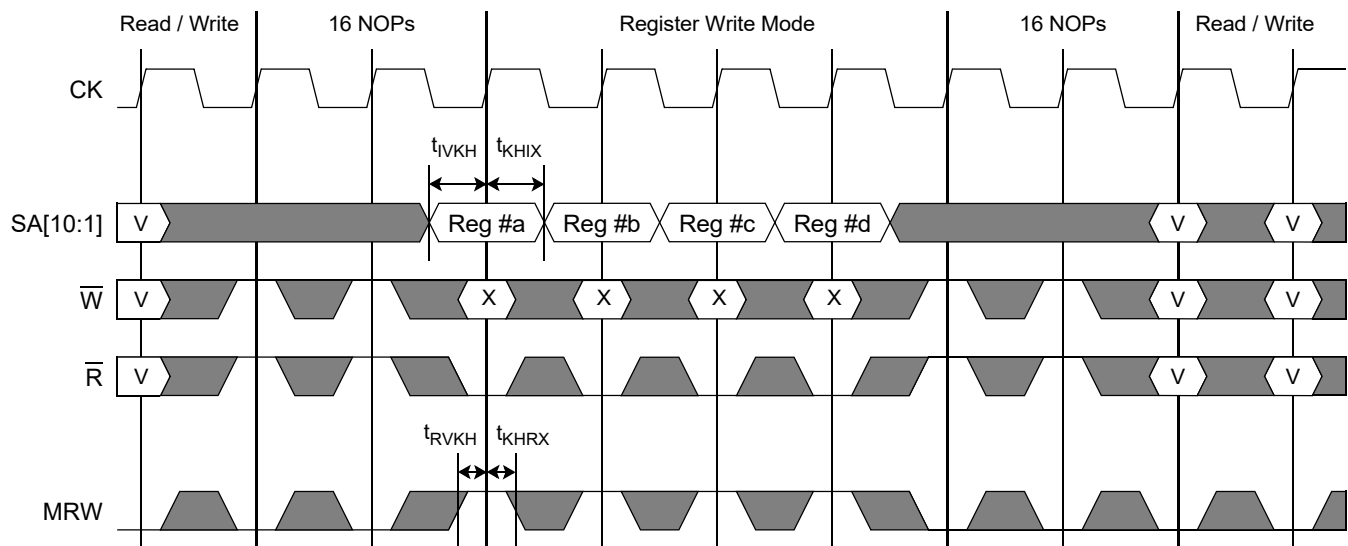 Read / Write 16 NOPs Register Write Mode 16 NOPs Read / Write
CK
tIVKH tKHIX
SA[10:1] V Reg #a Reg #b Reg #c Reg #d V V
W V X X X X V V
R V V V
tRVKH tKHRX
MRW